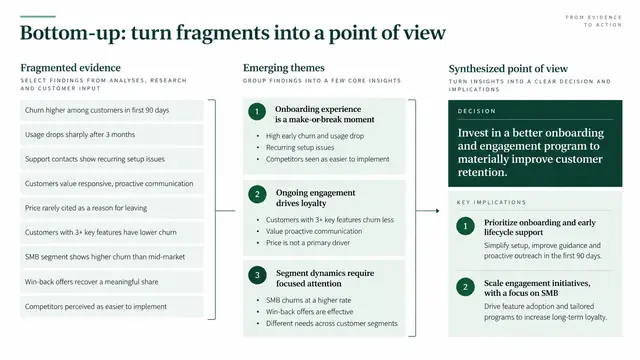 FROM EVIDENCE
TO ACTION
Bottom-up: turn fragments into a point of view
Fragmented evidence
SELECT FINDINGS FROM ANALYSES, RESEARCH
AND CUSTOMER INPUT
Churn higher among customers in first 90 days
Usage drops sharply after 3 months
Support contacts show recurring setup issues
Customers value responsive, proactive communication
Price rarely cited as a reason for leaving
Customers with 3+ key features have lower churn
SMB segment shows higher churn than mid-market
Win-back offers recover a meaningful share
Competitors perceived as easier to implement
Emerging themes
GROUP FINDINGS INTO A FEW CORE INSIGHTS
1
Onboarding experience
is a make-or-break moment
• High early churn and usage drop
• Recurring setup issues
• Competitors seen as easier to implement
2
Ongoing engagement
drives loyalty
• Customers with 3+ key features churn less
• Value proactive communication
• Price is not a primary driver
3
Segment dynamics require
focused attention
• SMB churns at a higher rate
• Win-back offers are effective
• Different needs across customer segments
Synthesized point of view
TURN INSIGHTS INTO A CLEAR DECISION AND
IMPLICATIONS
DECISION
Invest in a better onboarding
and engagement program to
materially improve customer
retention.
KEY IMPLICATIONS
1
Prioritize onboarding and early
lifecycle support
Simplify setup, improve guidance and
proactive outreach in the first 90 days.
2
Scale engagement initiatives,
with a focus on SMB
Drive feature adoption and tailored
programs to increase long-term loyalty.